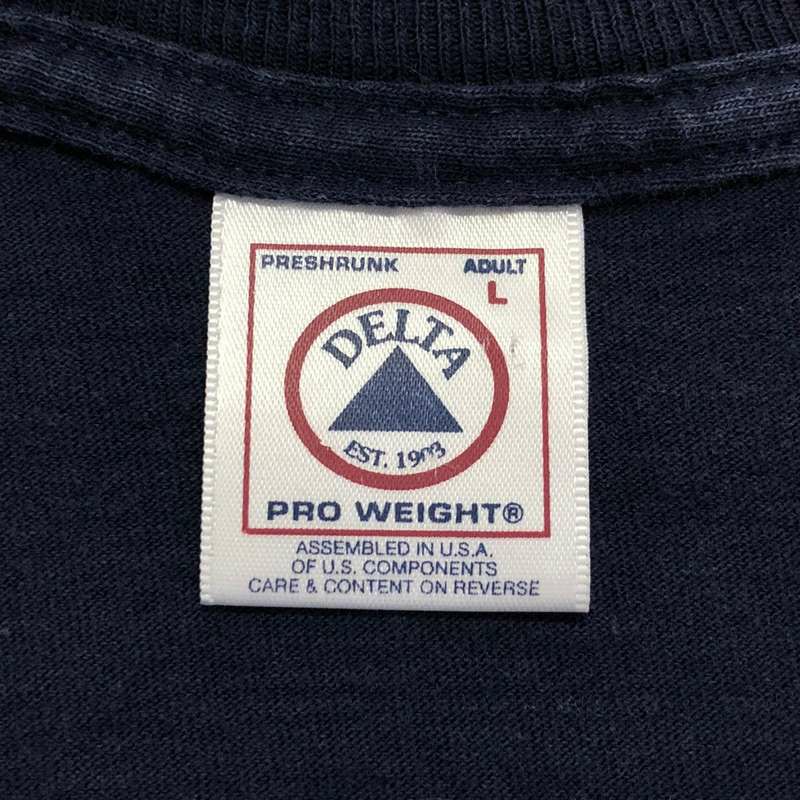 PRESHRUNK ADULT
L
DELTA
EST. 1903
PRO WEIGHT®
ASSEMBLED IN U.S.A.
OF U.S. COMPONENTS
CARE & CONTENT ON REVERSE